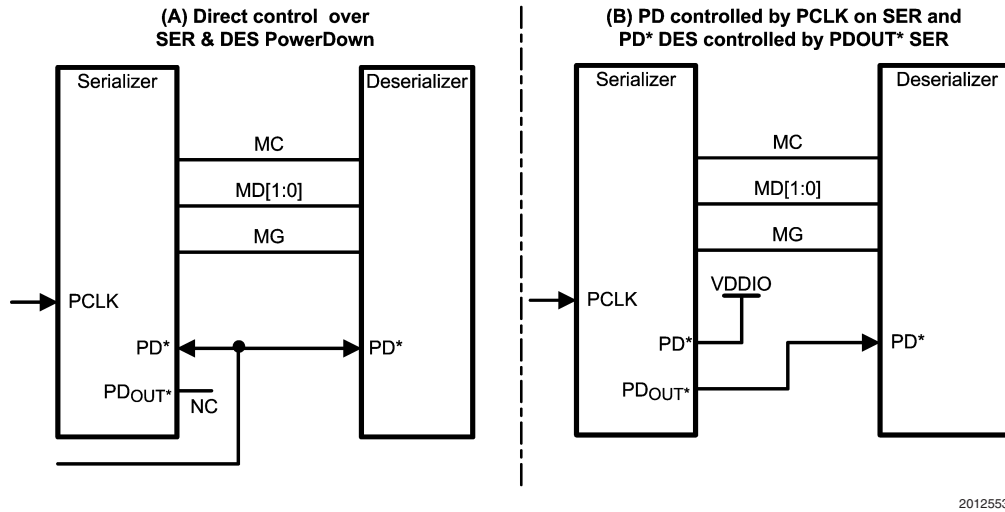 (A) Direct control over
SER & DES PowerDown
Serializer
Deserializer
MC
MD[1:0]
MG
PCLK
PD*
PD*
PDOUT*
NC
(B) PD controlled by PCLK on SER and
PD* DES controlled by PDOUT* SER
Serializer
Deserializer
MC
MD[1:0]
MG
VDDIO
PCLK
PD*
PD*
PDOUT*
2012553